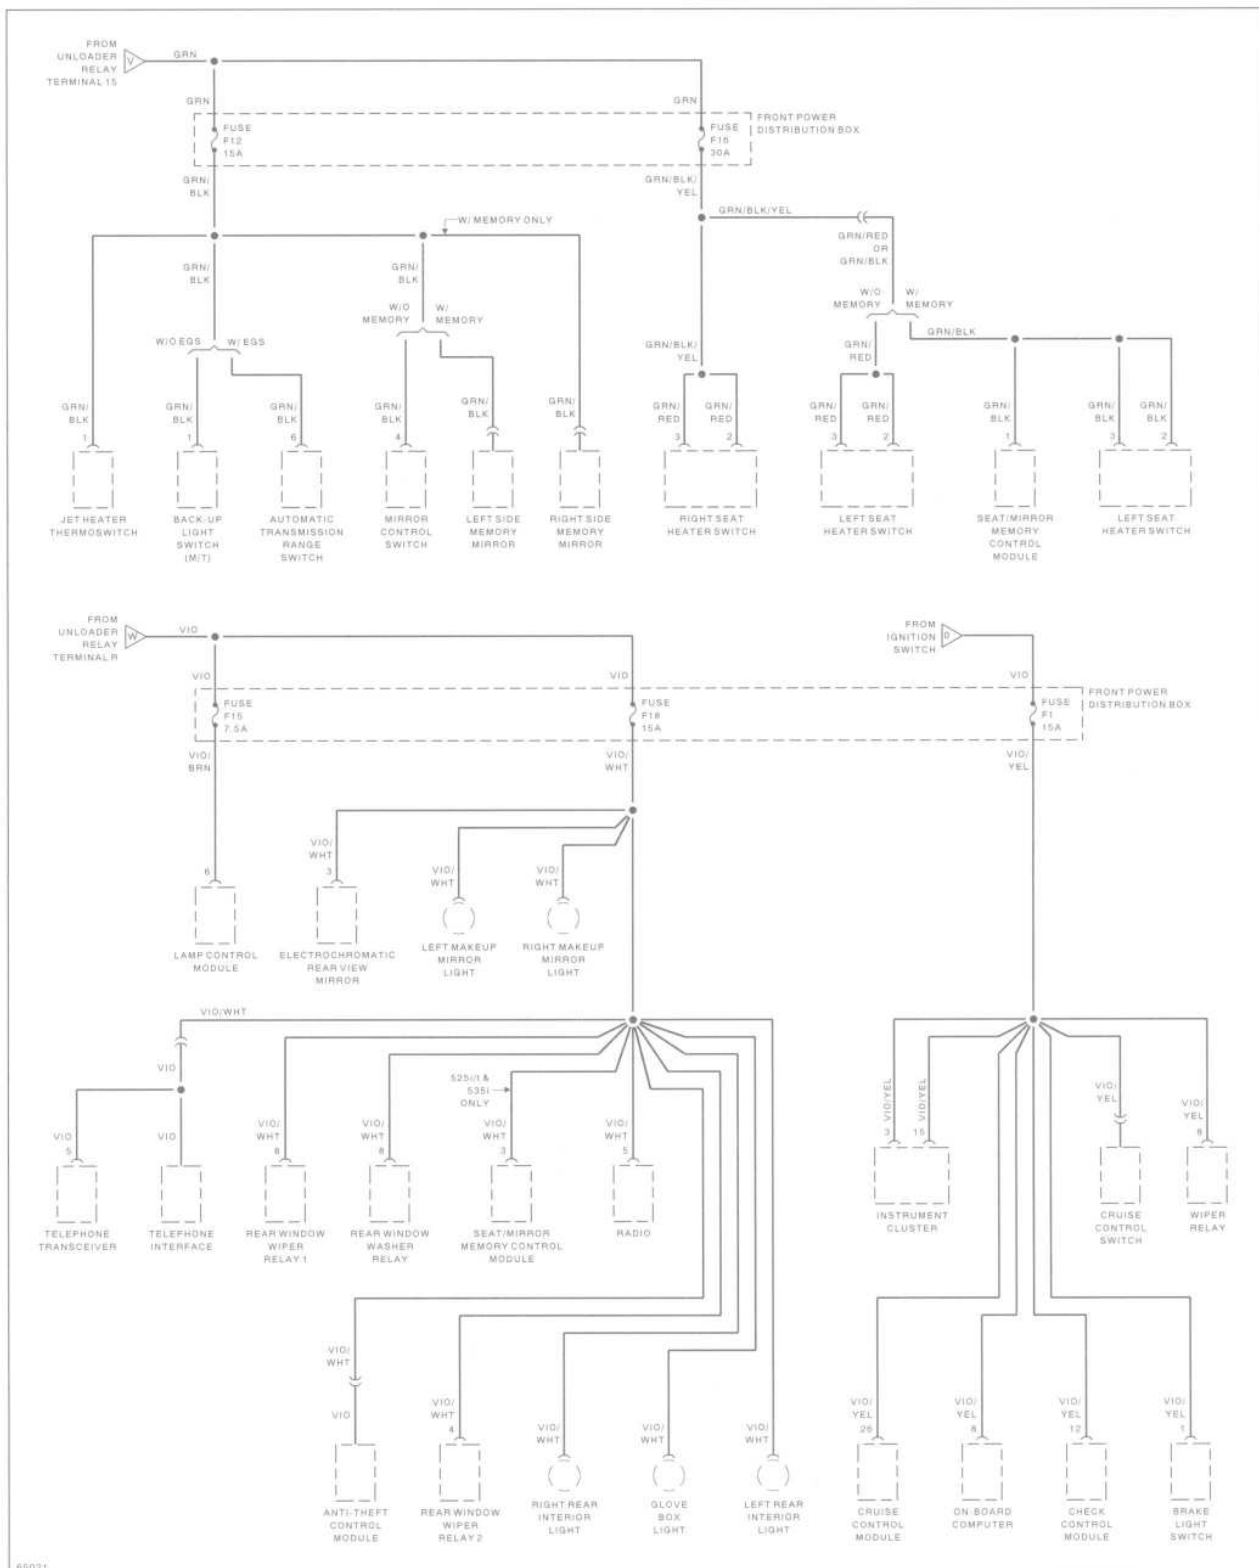 FROM
UNLOADER
RELAY
TERMINAL 15
V
GRN
GRN
GRN
FUSE
F12
15A
FUSE
F16
30A
FRONT POWER
DISTRIBUTION BOX
GRN/
BLK
GRN/BLK/
YEL
W/ MEMORY ONLY
GRN/BLK/YEL
GRN/RED
OR
GRN/BLK
GRN/
BLK
GRN/
BLK
W/O
MEMORY
W/
MEMORY
W/O
MEMORY
W/
MEMORY
W/O EGS
W/ EGS
GRN/BLK/
YEL
GRN/
RED
GRN/BLK
GRN/
BLK
1
GRN/
BLK
1
GRN/
BLK
6
GRN/
BLK
4
GRN/
BLK
GRN/
BLK
GRN/
RED
3
GRN/
RED
2
GRN/
RED
3
GRN/
RED
2
GRN/
BLK
1
GRN/
BLK
3
GRN/
BLK
2
JET HEATER
THERMOSWITCH
BACK-UP
LIGHT
SWITCH
(M/T)
AUTOMATIC
TRANSMISSION
RANGE
SWITCH
MIRROR
CONTROL
SWITCH
LEFT SIDE
MEMORY
MIRROR
RIGHT SIDE
MEMORY
MIRROR
RIGHT SEAT
HEATER SWITCH
LEFT SEAT
HEATER SWITCH
SEAT/MIRROR
MEMORY
CONTROL
MODULE
LEFT SEAT
HEATER SWITCH
FROM
UNLOADER
RELAY
TERMINAL R
W
VIO
FROM
IGNITION
SWITCH
D
VIO
VIO
VIO
FUSE
F15
7.5A
FUSE
F18
15A
FUSE
F1
15A
FRONT POWER
DISTRIBUTION BOX
VIO/
BRN
VIO/
WHT
VIO/
YEL
6
VIO/
WHT
3
VIO/
WHT
VIO/
WHT
LAMP CONTROL
MODULE
ELECTROCHROMATIC
REAR VIEW
MIRROR
LEFT MAKEUP
MIRROR
LIGHT
RIGHT MAKEUP
MIRROR
LIGHT
VIO/WHT
VIO
525i/t &
535i
ONLY
VIO
5
VIO
VIO/
WHT
8
VIO/
WHT
8
VIO/
WHT
3
VIO/
WHT
5
VIO/YEL
3
VIO/YEL
15
VIO/
YEL
VIO/
YEL
8
TELEPHONE
TRANSCEIVER
TELEPHONE
INTERFACE
REAR WINDOW
WIPER
RELAY 1
REAR WINDOW
WASHER
RELAY
SEAT/MIRROR
MEMORY CONTROL
MODULE
RADIO
INSTRUMENT
CLUSTER
CRUISE
CONTROL
SWITCH
WIPER
RELAY
VIO/
WHT
VIO
VIO/
WHT
4
VIO/
WHT
VIO/
WHT
VIO/
WHT
VIO/
YEL
26
VIO/
YEL
8
VIO/
YEL
12
VIO/
YEL
1
ANTI-THEFT
CONTROL
MODULE
REAR WINDOW
WIPER
RELAY 2
RIGHT REAR
INTERIOR
LIGHT
GLOVE
BOX
LIGHT
LEFT REAR
INTERIOR
LIGHT
CRUISE
CONTROL
MODULE
ON-BOARD
COMPUTER
CHECK
CONTROL
MODULE
BRAKE
LIGHT
SWITCH